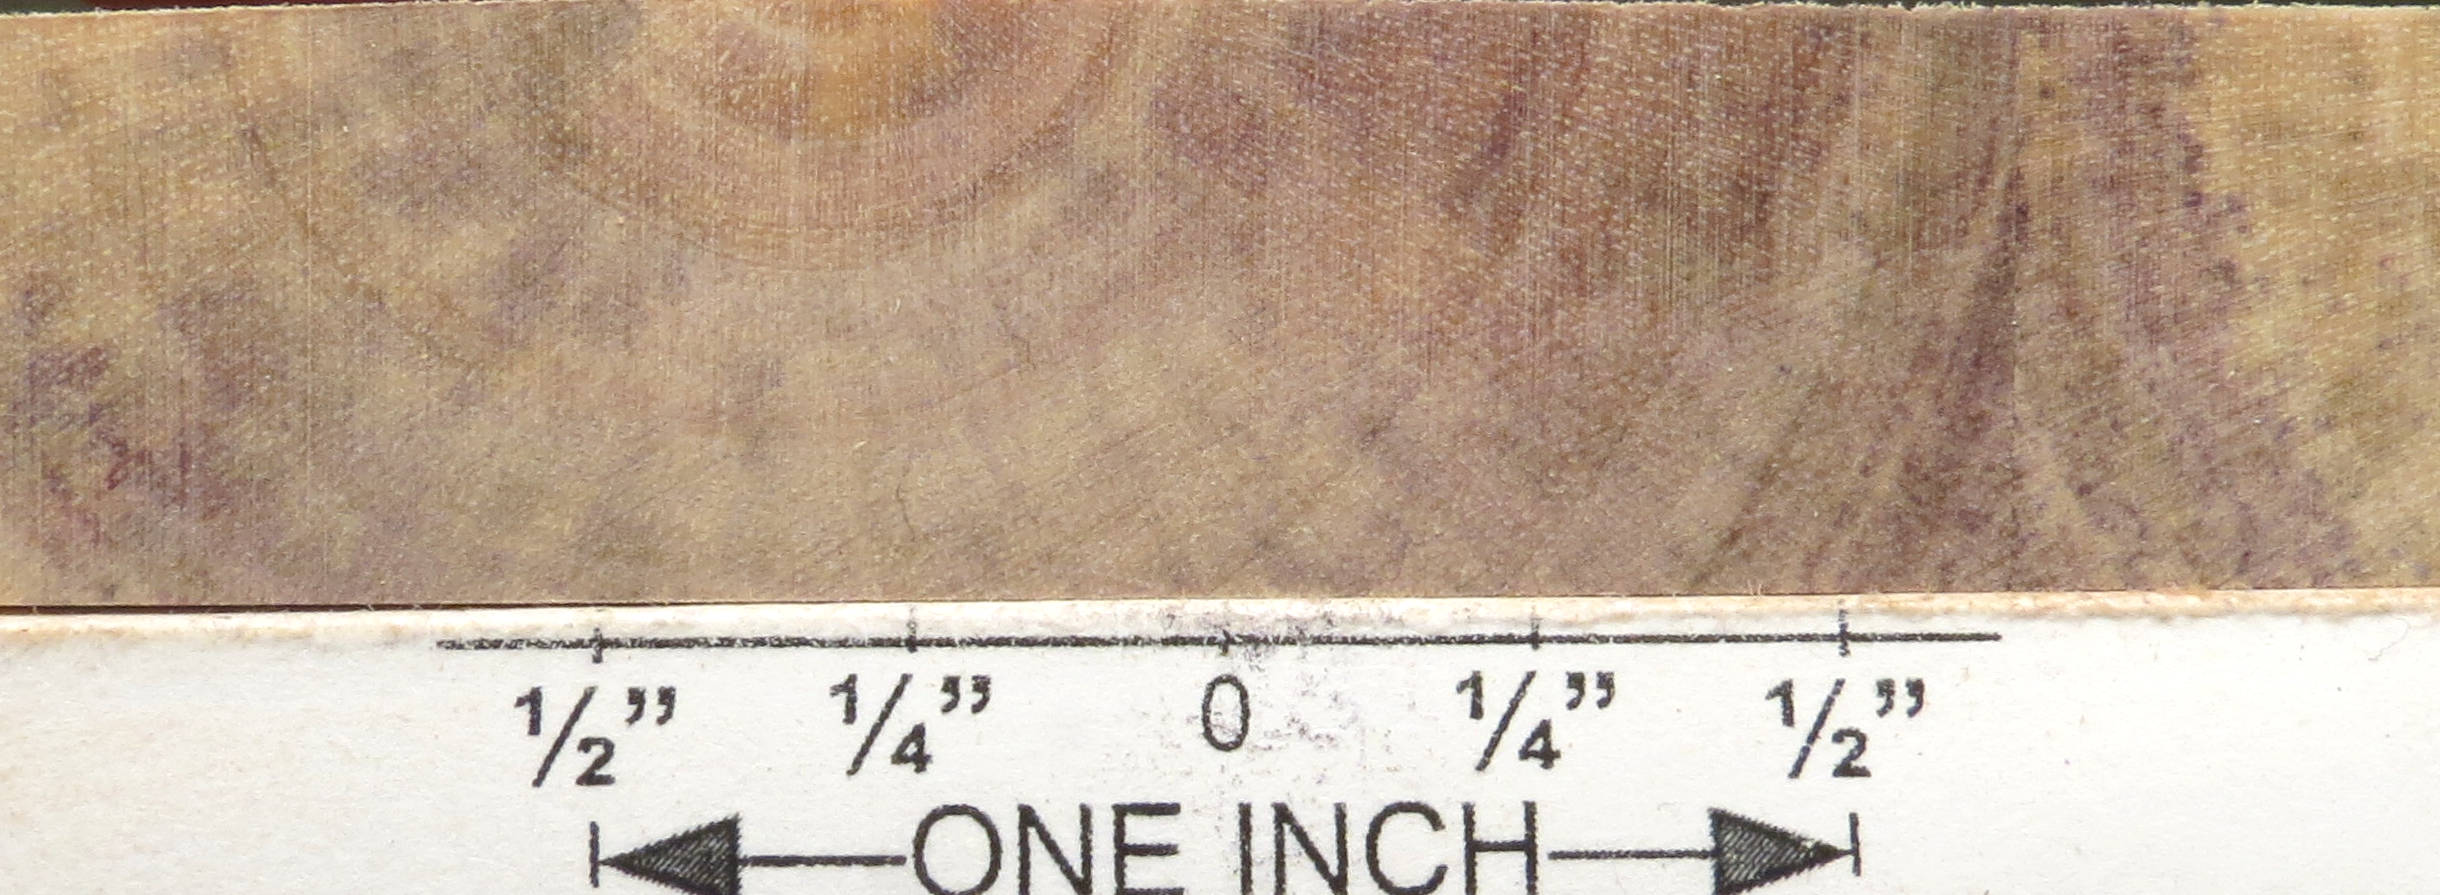 1/2” 1/4” 0 1/4” 1/2”
ONE INCH